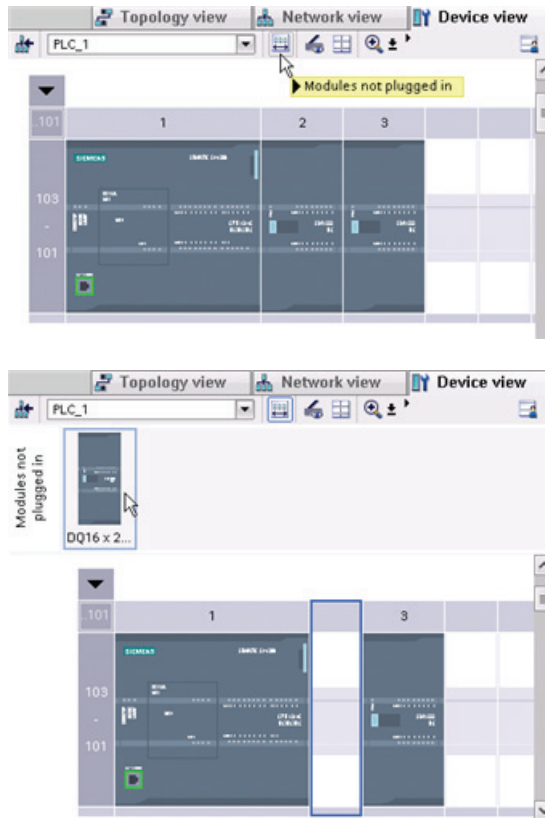 Topology view Network view Device view
PLC_1
Modules not plugged in
..101 1 2 3
SIEMENS
103
-
101
Topology view Network view Device view
PLC_1
Modules not
plugged in
DQ16 x 2...
..101 1 3
SIEMENS
103
-
101